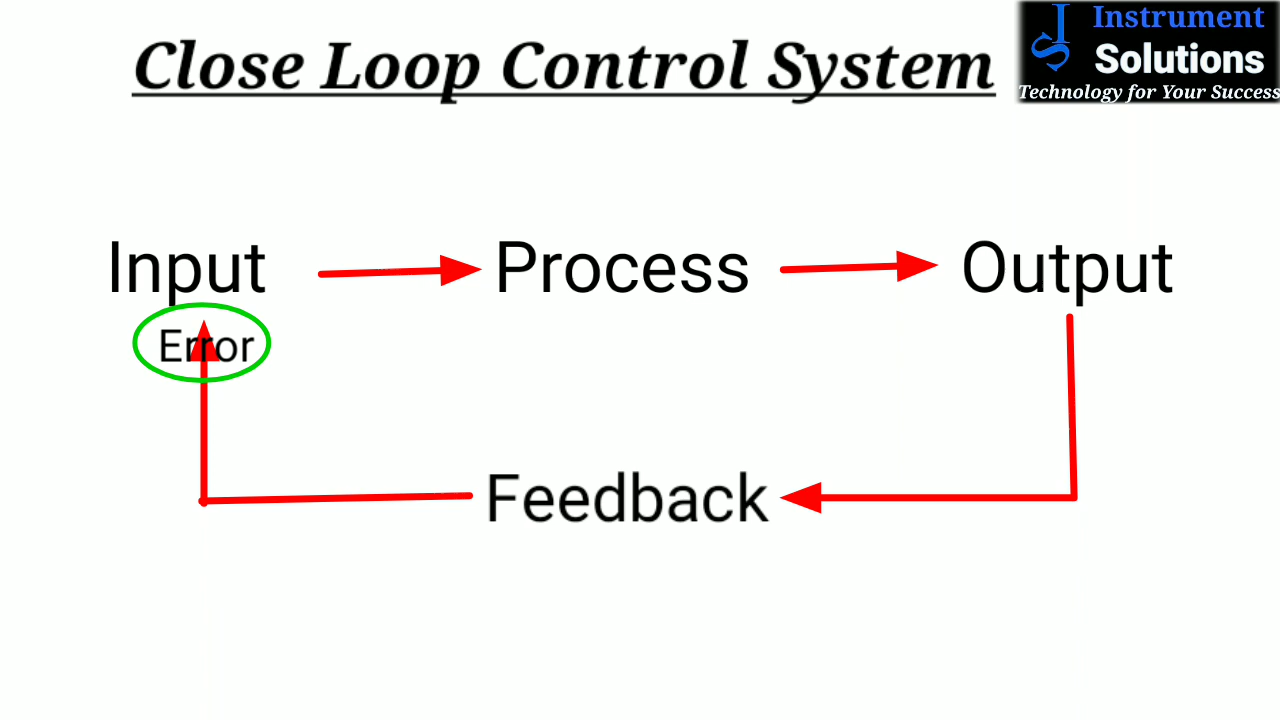 Close Loop Control System
Instrument
Solutions
Technology for Your Success
Input
Process
Output
Error
Feedback